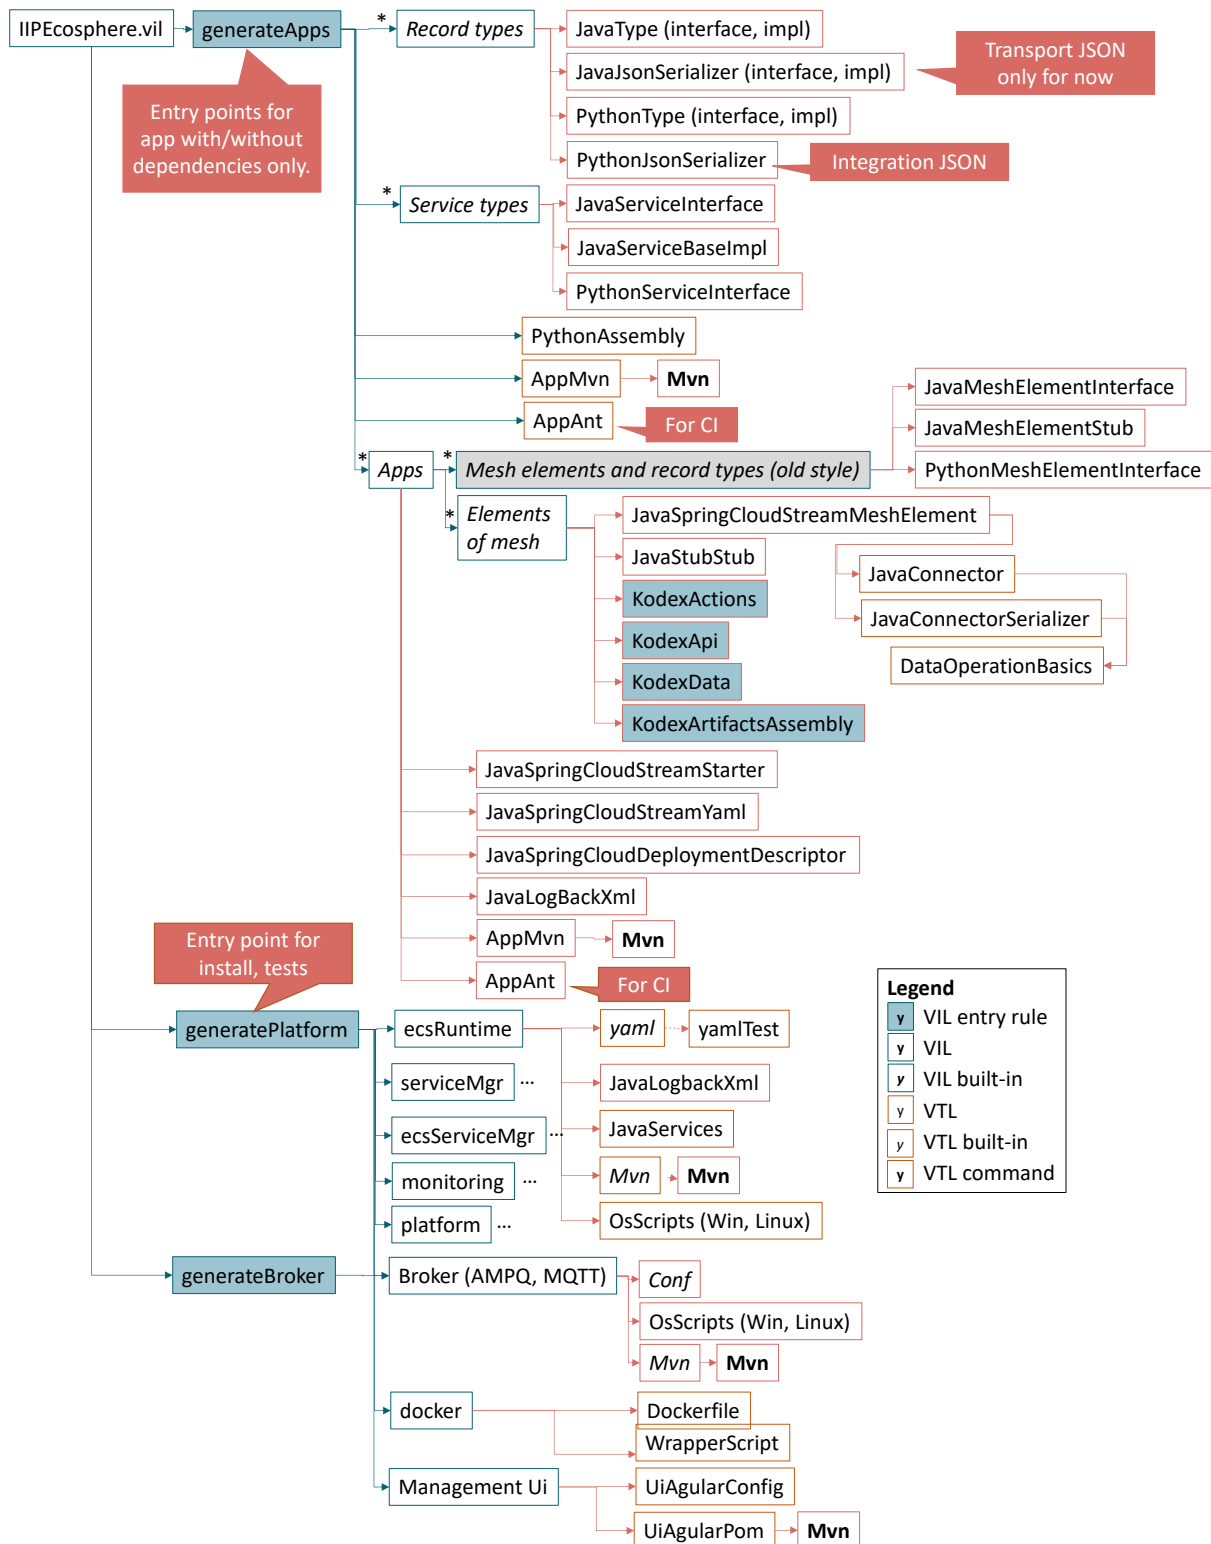 IIPEcosphere.vil
generateApps
*
Record types
JavaType (interface, impl)
JavaJsonSerializer (interface, impl)
Transport JSON
only for now
PythonType (interface, impl)
PythonJsonSerializer
Integration JSON
Entry points for
app with/without
dependencies only.
*
Service types
JavaServiceInterface
JavaServiceBaseImpl
PythonServiceInterface
PythonAssembly
AppMvn
Mvn
AppAnt
For CI
*
Apps
*
Mesh elements and record types (old style)
JavaMeshElementInterface
JavaMeshElementStub
PythonMeshElementInterface
*
Elements
of mesh
JavaSpringCloudStreamMeshElement
JavaStubStub
KodexActions
KodexApi
KodexData
KodexArtifactsAssembly
JavaConnector
JavaConnectorSerializer
DataOperationBasics
JavaSpringCloudStreamStarter
JavaSpringCloudStreamYaml
JavaSpringCloudDeploymentDescriptor
JavaLogBackXml
AppMvn
Mvn
AppAnt
For CI
Entry point for
install, tests
generatePlatform
ecsRuntime
yaml
yamlTest
JavaLogbackXml
JavaServices
Mvn
Mvn
OsScripts (Win, Linux)
serviceMgr ...
ecsServiceMgr ...
monitoring ...
platform ...
generateBroker
Broker (AMPQ, MQTT)
Conf
OsScripts (Win, Linux)
Mvn
Mvn
docker
Dockerfile
WrapperScript
Management Ui
UiAgularConfig
UiAgularPom
Mvn
Legend
y VIL entry rule
y VIL
y VIL built-in
y VTL
y VTL built-in
y VTL command